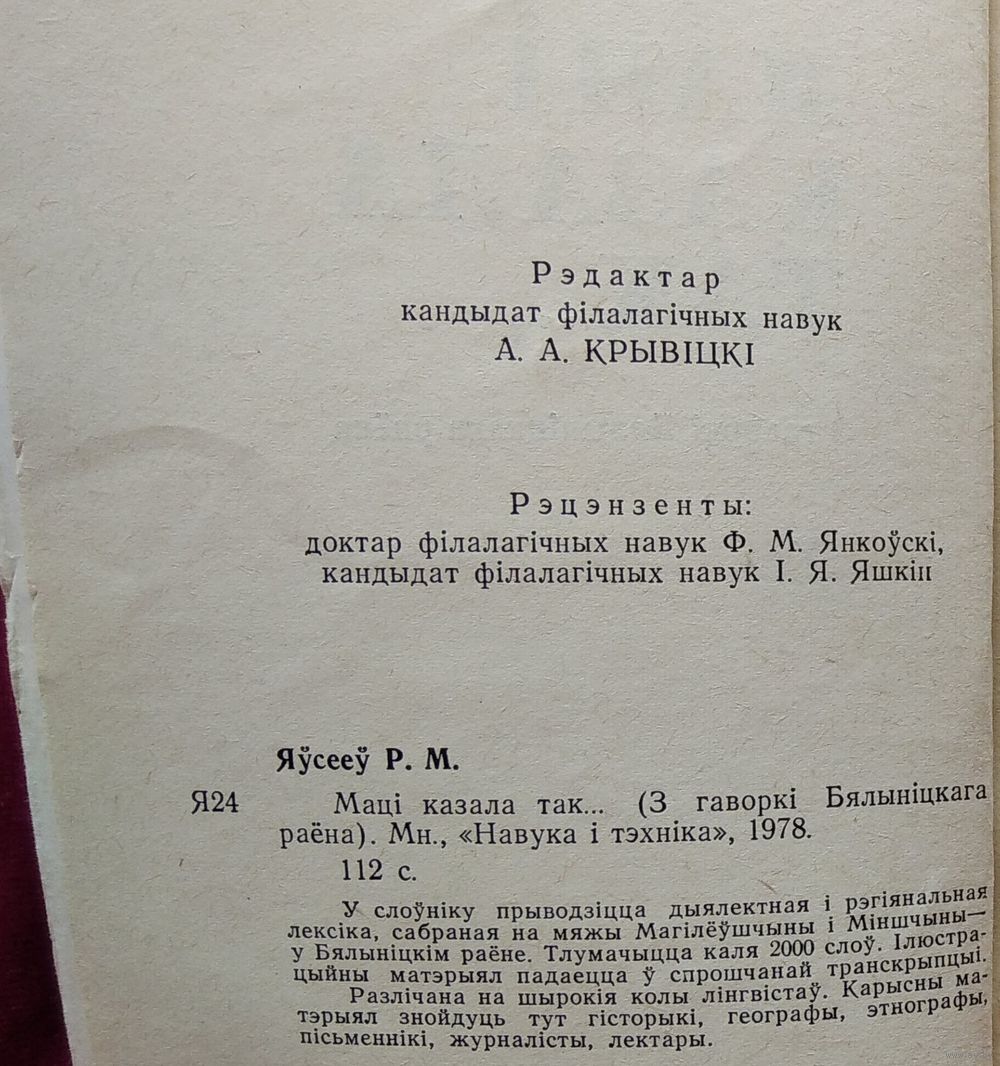 Рэдактар
кандыдат філалагічных навук
А. А. КРЫВІЦКІ
Рэцэнзенты:
доктар філалагічных навук Ф. М. Янкоўскі,
кандыдат філалагічных навук І. Я. Яшкін
Яўсееў Р. М.
Я24 Маці казала так... (З гаворкі Бялыніцкага
раёна). Мн., «Навука і тэхніка», 1978.
112 с.
У слоўніку прыводзіцца дыялектная і рэгіянальная
лексіка, сабраная на мяжы Магілёўшчыны і Міншчыны—
у Бялыніцкім раёне. Тлумачыцца каля 2000 слоў. Ілюстра-
цыйны матэрыял падаецца ў спрошчанай транскрыпцыі.
Разлічана на шырокія колы лінгвістаў. Карысны ма-
тэрыял знойдуць тут гісторыкі, географы, этнографы,
пісьменнікі, журналісты, лектары.